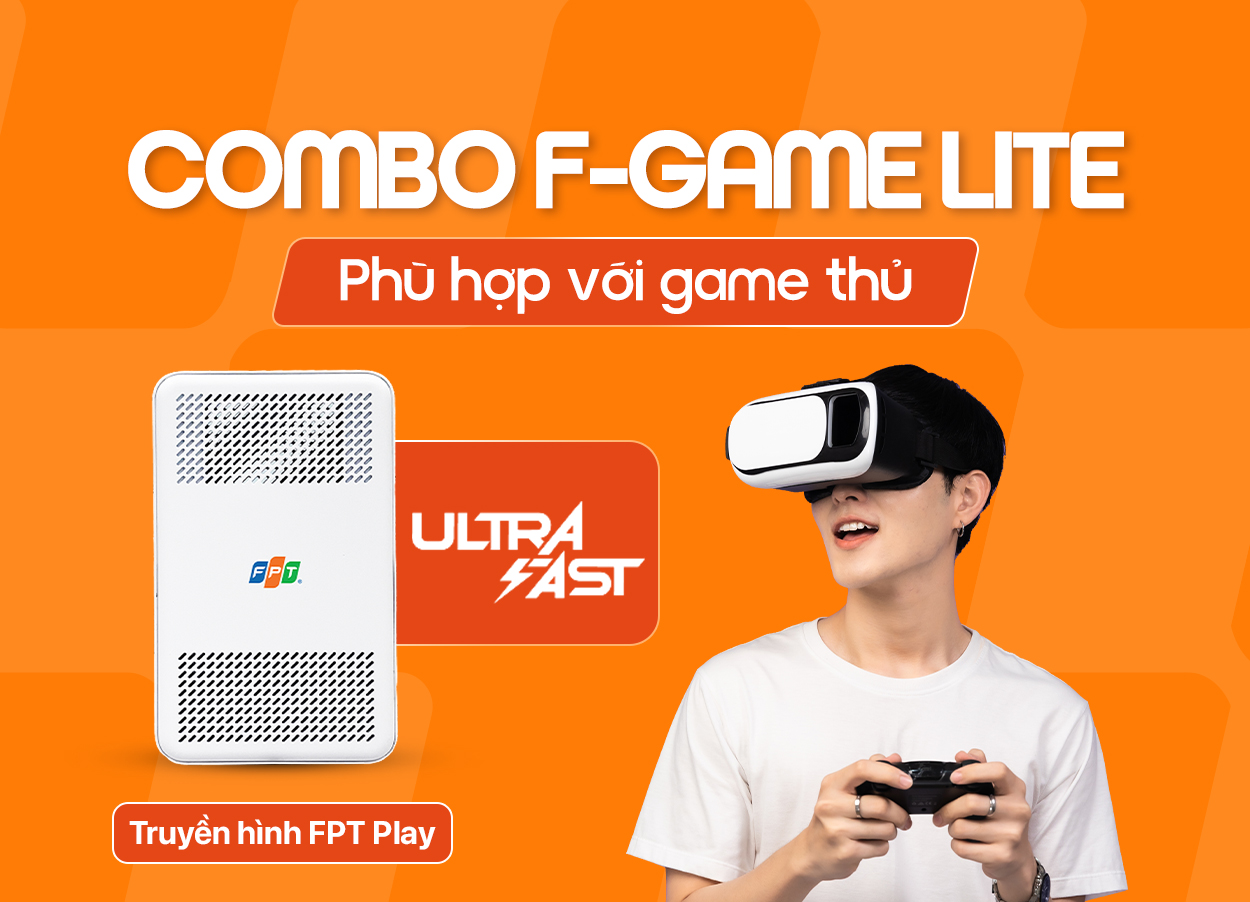 COMBO F-GAME LITE
Phù hợp với game thủ
FPT
ULTRA
FAST
Truyền hình FPT Play